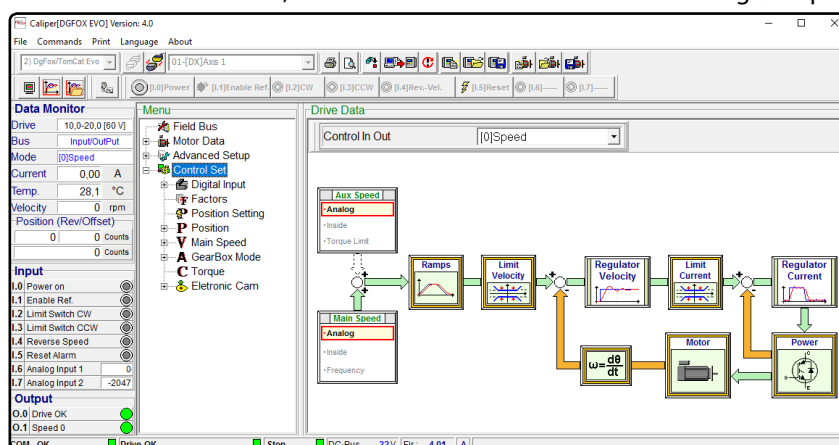 Caliper[DGFOX EVO] Version: 4.0
File Commands Print Language About
2) DgFox/TomCat Evo 01-[DX]Axis 1
[I.0]Power [I.1]Enable Ref. [I.2]CW [I.3]CCW [I.4]Rev.-Vel. [I.5]Reset [I.6]----- [I.7]-----
Data Monitor
Drive 10,0-20,0 [60 V]
Bus Input/OutPut
Mode [0]Speed
Current 0,00 A
Temp. 28,1 °C
Velocity 0 rpm
Position (Rev/Offset)
0 0 Counts
0 Counts
Input
I.0 Power on
I.1 Enable Ref.
I.2 Limit Switch CW
I.3 Limit Switch CCW
I.4 Reverse Speed
I.5 Reset Alarm
I.6 Analog Input 1 0
I.7 Analog Input 2 -2047
Output
O.0 Drive OK
O.1 Speed 0
Menu
Field Bus
Motor Data
Advanced Setup
Control Set
Digital Input
Factors
Position Setting
P Position
V Main Speed
A GearBox Mode
C Torque
Eletronic Cam
Drive Data
Control In Out [0]Speed
Aux Speed
·Analog
·Inside
·Torque Limit
Ramps
Limit
Velocity
Regulator
Velocity
Limit
Current
Regulator
Current
Main Speed
·Analog
·Inside
·Frequency
ω=dθ/dt
Motor
Power
COM OK Drive OK Stop DC-Bus 22V Fir.: 4.01 A